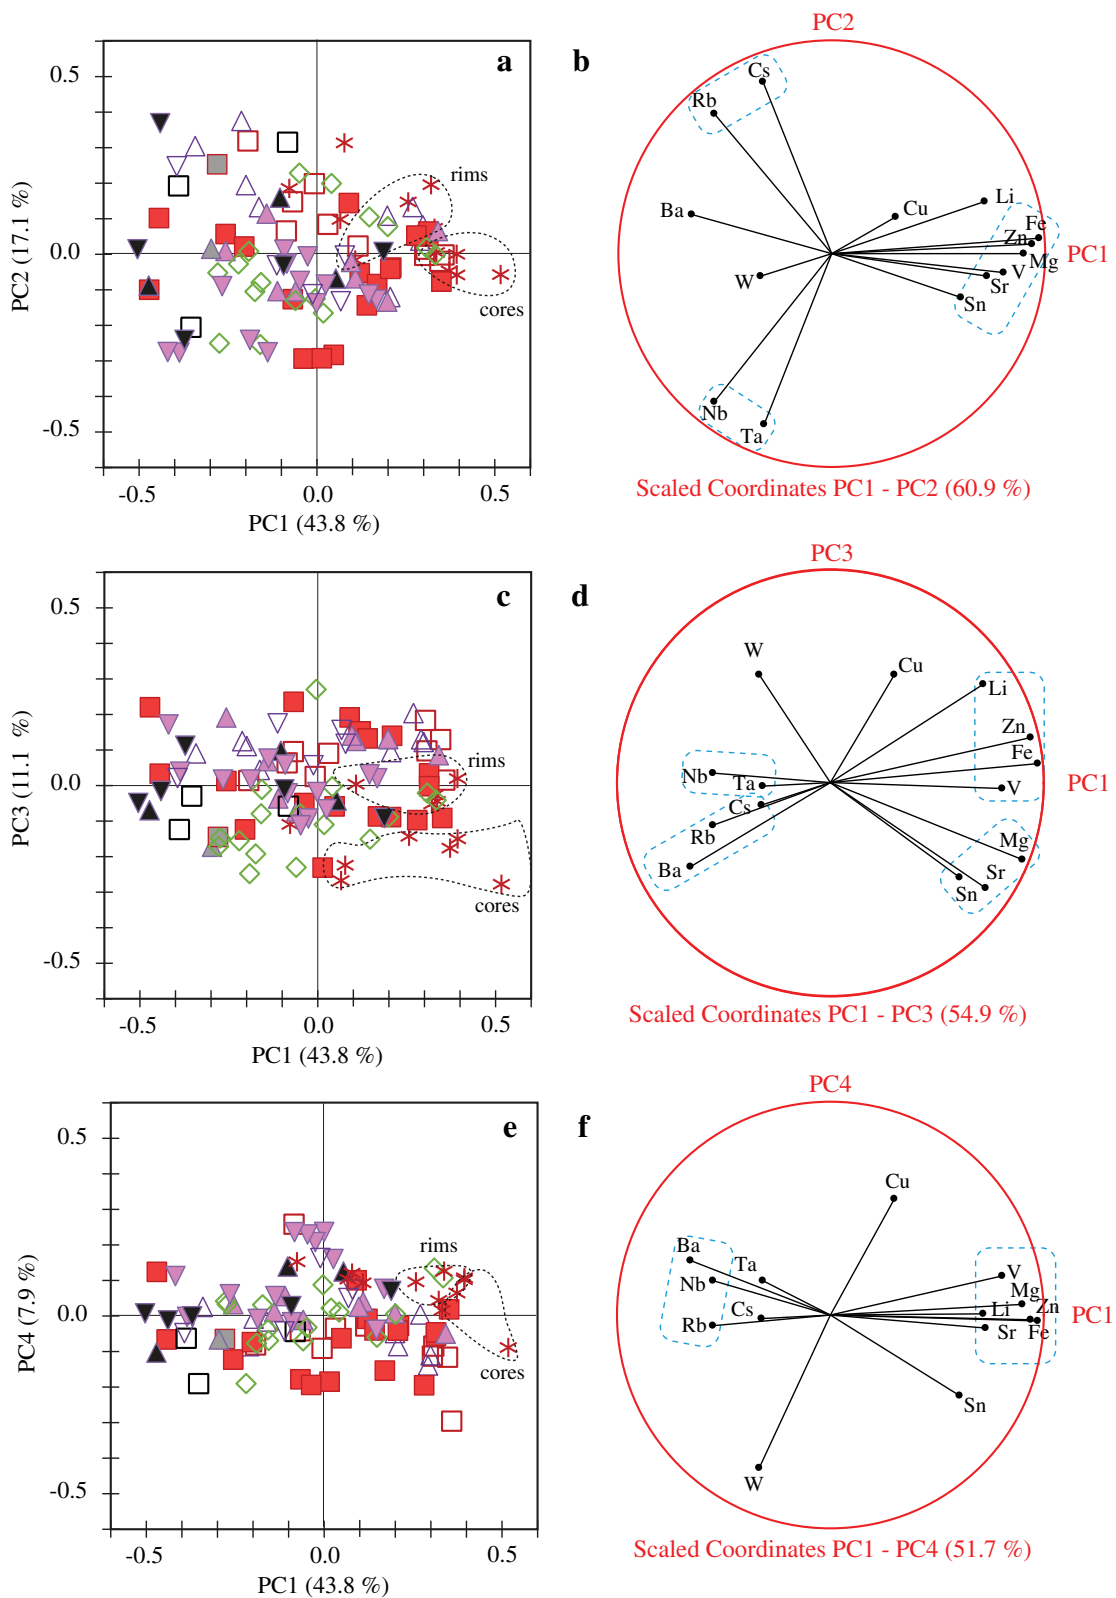 a
0.5
0.0
-0.5
PC2 (17.1 %)
rims
cores
-0.5
0.0
0.5
PC1 (43.8 %)
b
PC2
Cs
Rb
Ba
Cu
Li
Fe
Zn
PC1
Mg
V
Sr
Sn
W
Nb
Ta
Scaled Coordinates PC1 - PC2 (60.9 %)
c
0.5
0.0
-0.5
PC3 (11.1 %)
rims
cores
-0.5
0.0
0.5
PC1 (43.8 %)
d
PC3
W
Cu
Li
Zn
Fe
Nb
Ta
V
PC1
Cs
Rb
Ba
Mg
Sr
Sn
Scaled Coordinates PC1 - PC3 (54.9 %)
e
0.5
0.0
-0.5
PC4 (7.9 %)
rims
cores
-0.5
0.0
0.5
PC1 (43.8 %)
f
PC4
Cu
Ba
Ta
Nb
V
Mg
Cs
Li
Zn
PC1
Rb
Sr
Fe
Sn
W
Scaled Coordinates PC1 - PC4 (51.7 %)